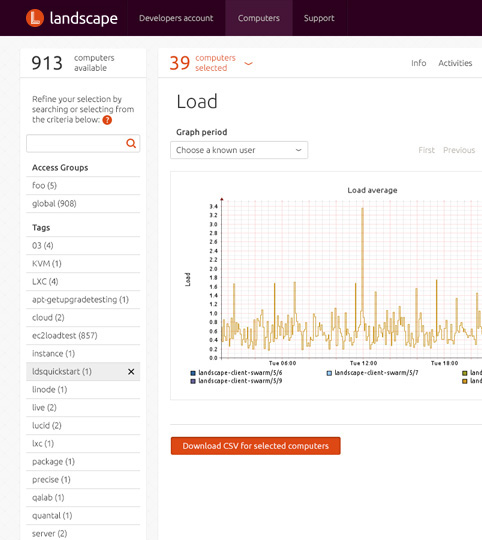 landscape
Developers account
Computers
Support
913 computers available
39 computers selected
Info
Activities
Refine your selection by
searching or selecting from
the criteria below: ?
Access Groups
foo (5)
global (908)
Tags
03 (4)
KVM (1)
LXC (4)
apt-getupgradetesting (1)
cloud (2)
ec2loadtest (857)
instance (1)
ldsquickstart (1)
linode (1)
live (2)
lucid (2)
lxc (1)
package (1)
precise (1)
qalab (1)
quantal (1)
server (2)
Load
Graph period
Choose a known user
First
Previous
Load average
Load
3.4
3.2
3.0
2.8
2.6
2.4
2.2
2.0
1.8
1.6
1.4
1.2
1.0
0.8
0.6
0.4
0.2
0.0
Tue 06:00
Tue 12:00
Tue 18:00
landscape-client-swarm/5/6
landscape-client-swarm/5/7
land
landscape-client-swarm/5/9
land
Download CSV for selected computers